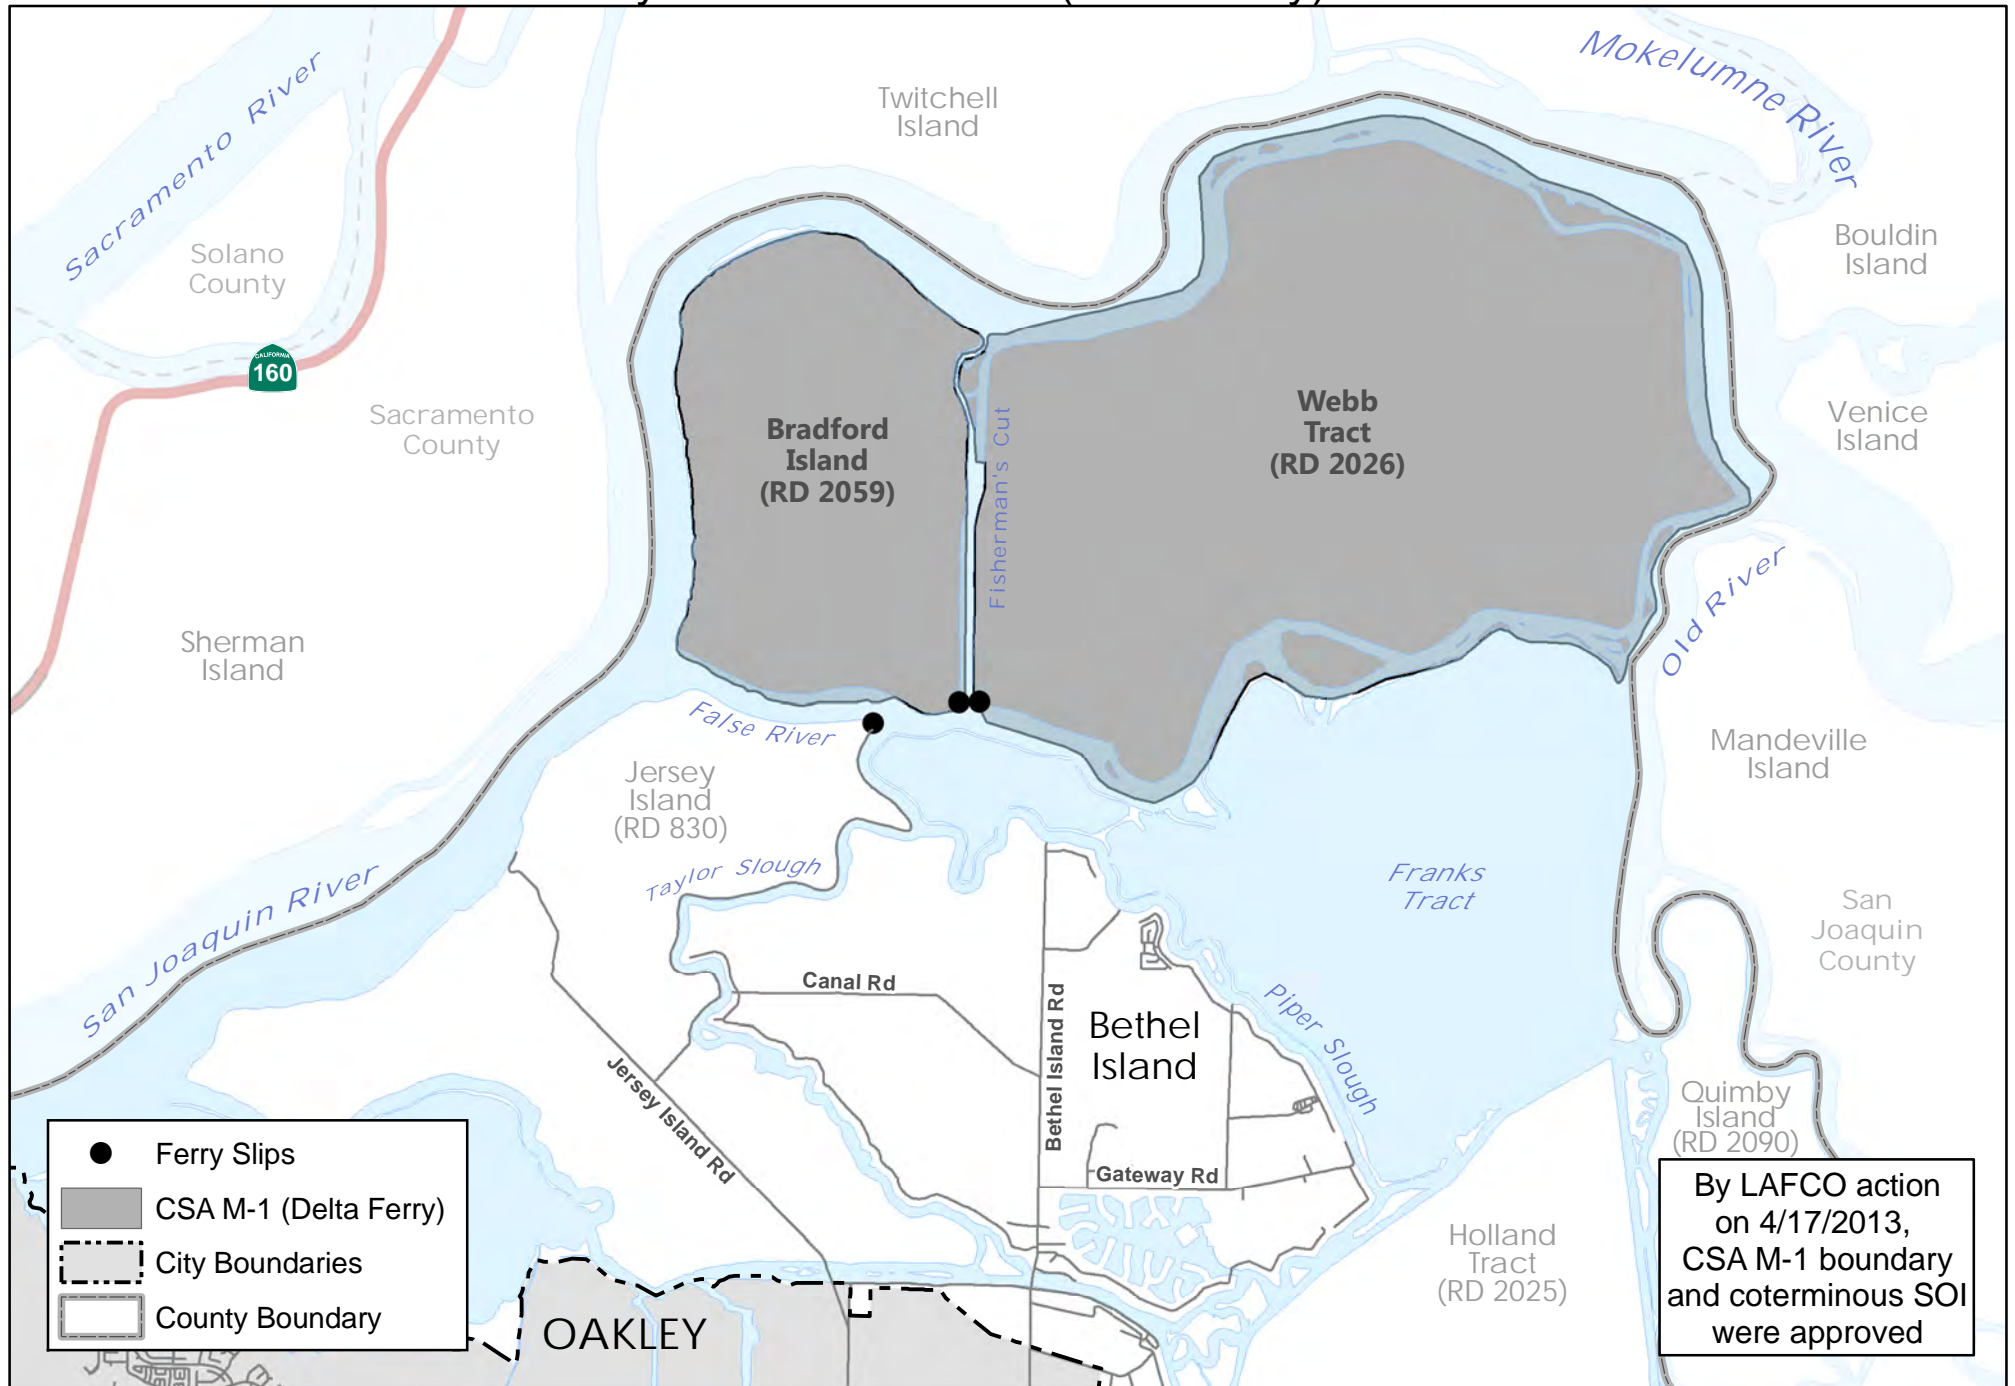 Mokelumne River
Sacramento River
Twitchell
Island
Solano
County
Bouldin
Island
CALIFORNIA
160
Sacramento
County
Bradford
Island
(RD 2059)
Fisherman's Cut
Webb
Tract
(RD 2026)
Venice
Island
Old River
Sherman
Island
False River
Mandeville
Island
Jersey
Island
(RD 830)
Taylor Slough
Franks
Tract
San Joaquin River
San
Joaquin
County
Canal Rd
Bethel Island Rd
Bethel
Island
Piper Slough
Jersey Island Rd
Quimby
Island
(RD 2090)
Gateway Rd
Ferry Slips
CSA M-1 (Delta Ferry)
City Boundaries
County Boundary
Holland
Tract
(RD 2025)
By LAFCO action
on 4/17/2013,
CSA M-1 boundary
and coterminous SOI
were approved
OAKLEY